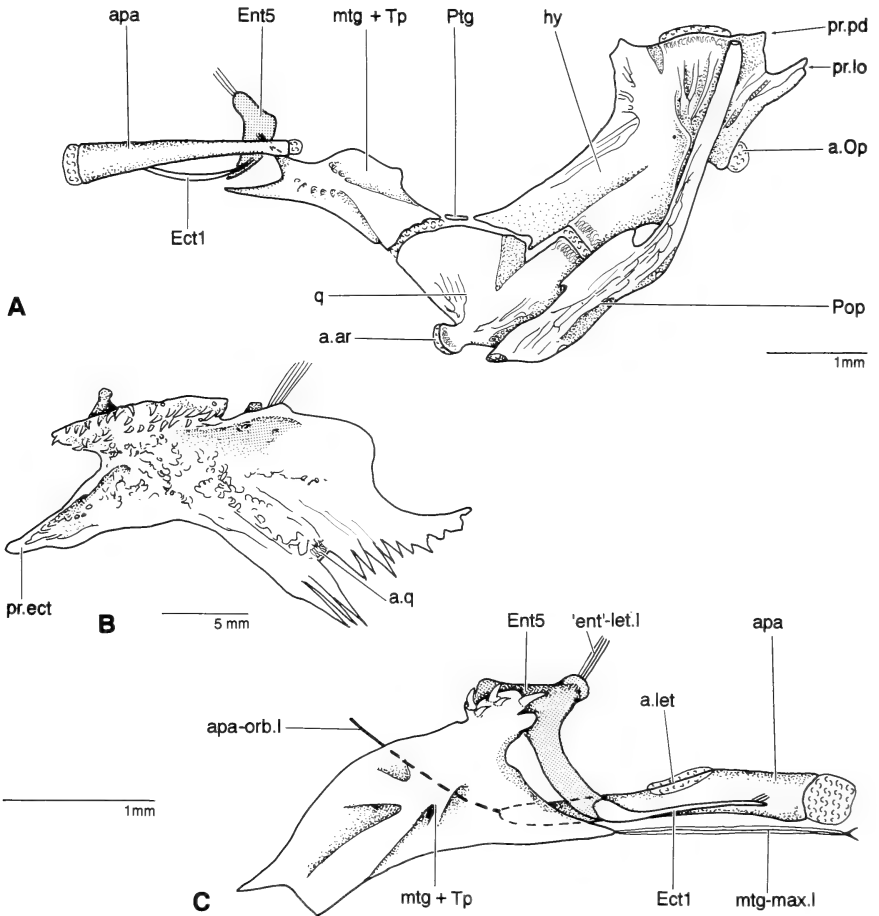 apa
Ent5
mtg + Tp
Ptg
hy
pr.pd
pr.lo
a.Op
Ect1
A
q
a.ar
Pop
1mm
pr.ect
B
5 mm
a.q
Ent5
'ent'-let.l
apa
apa-orb.l
a.let
1mm
C
mtg + Tp
Ect1
mtg-max.l